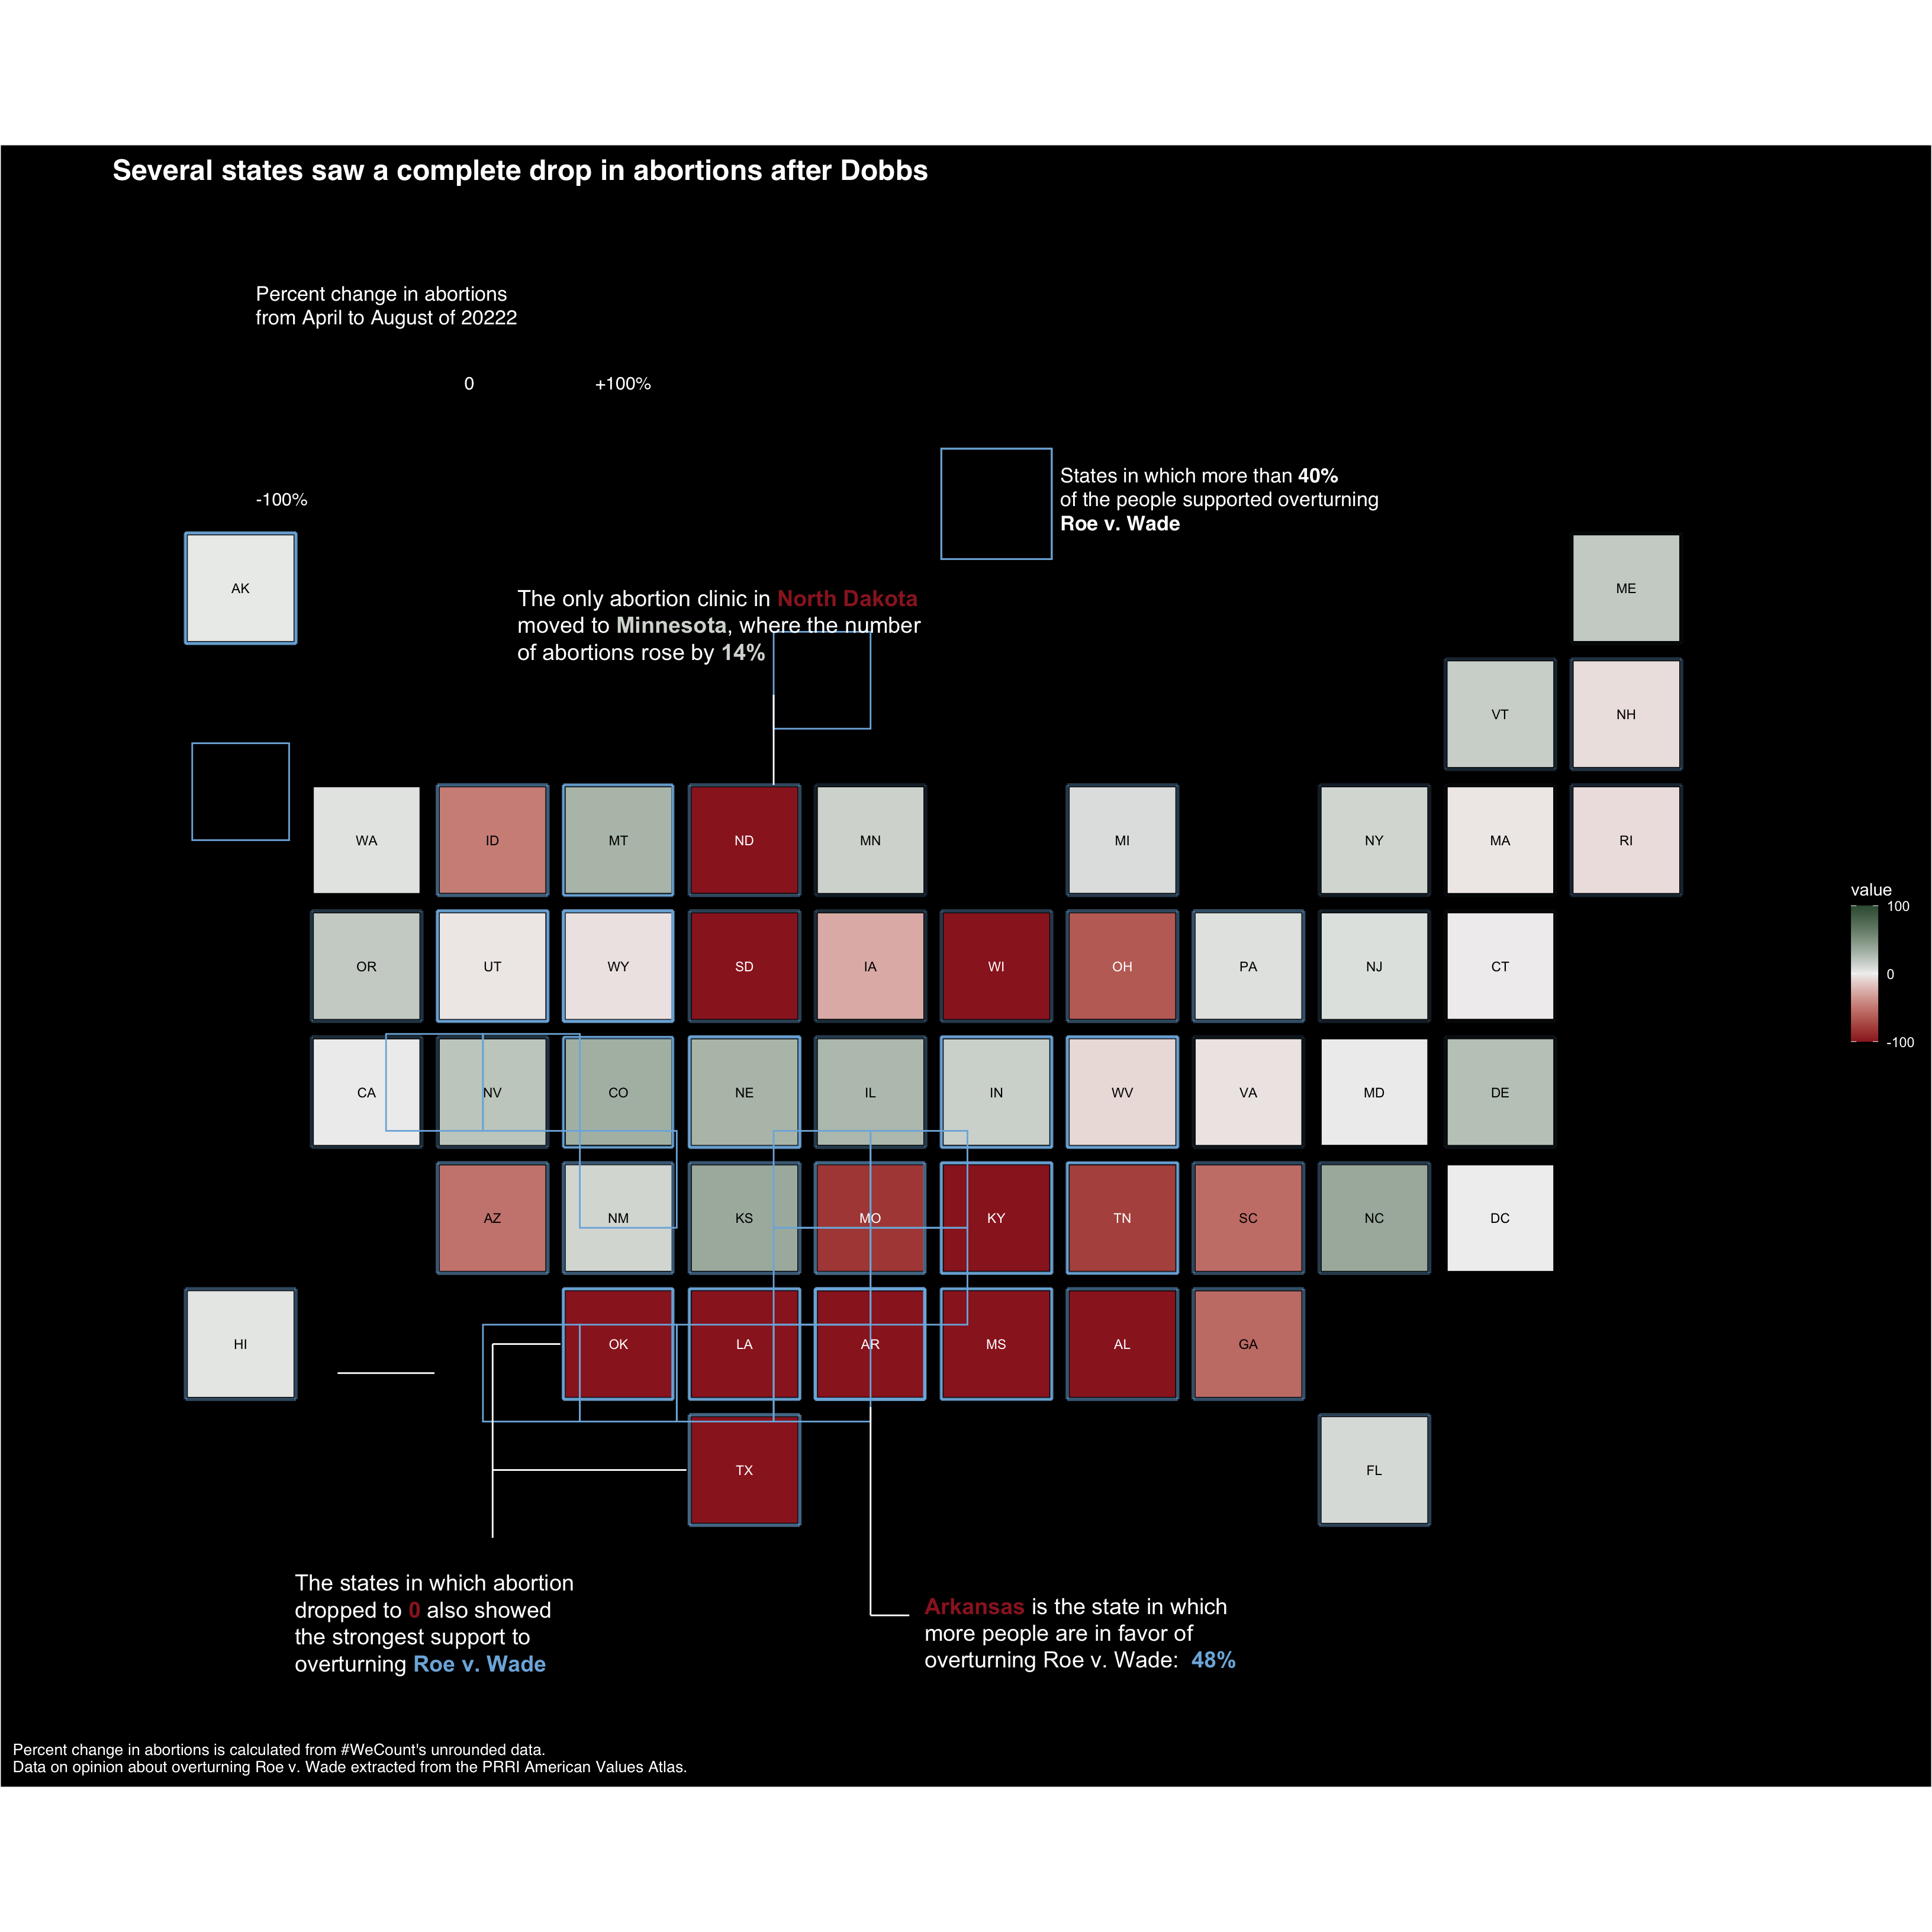 Several states saw a complete drop in abortions after Dobbs
Percent change in abortions
from April to August of 20222
0 +100%
-100%
States in which more than 40%
of the people supported overturning
Roe v. Wade
The only abortion clinic in North Dakota
moved to Minnesota, where the number
of abortions rose by 14%
AK ME
VT NH
WA ID MT ND MN MI NY MA RI
value
100
0
-100
OR UT WY SD IA WI OH PA NJ CT
CA NV CO NE IL IN WV VA MD DE
AZ NM KS MO KY TN SC NC DC
HI OK LA AR MS AL GA
TX FL
The states in which abortion
dropped to 0 also showed
the strongest support to
overturning Roe v. Wade
Arkansas is the state in which
more people are in favor of
overturning Roe v. Wade: 48%
Percent change in abortions is calculated from #WeCount's unrounded data.
Data on opinion about overturning Roe v. Wade extracted from the PRRI American Values Atlas.